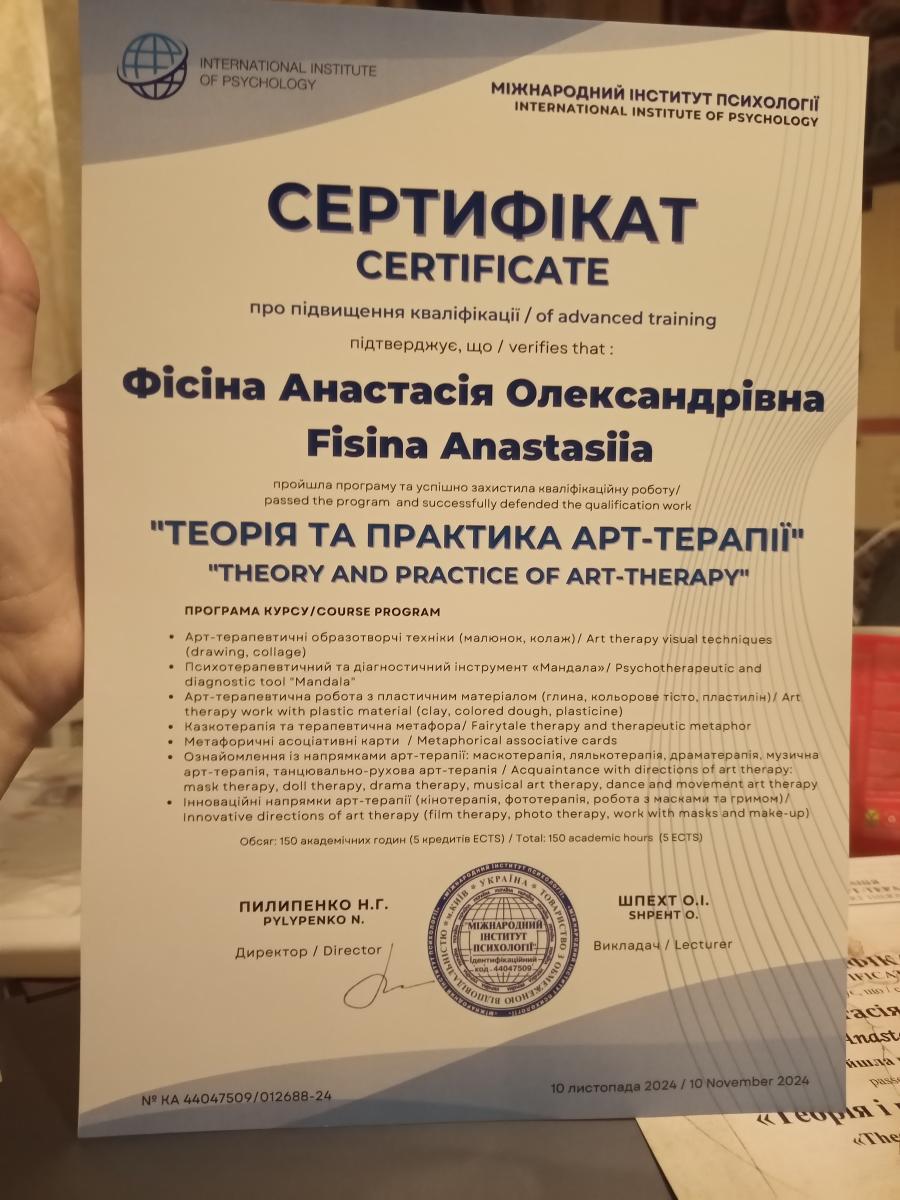 INTERNATIONAL INSTITUTE
OF PSYCHOLOGY
МІЖНАРОДНИЙ ІНСТИТУТ ПСИХОЛОГІЇ
INTERNATIONAL INSTITUTE OF PSYCHOLOGY
СЕРТИФІКАТ
CERTIFICATE
про підвищення кваліфікації / of advanced training
підтверджує, що / verifies that :
Фісіна Анастасія Олександрівна
Fisina Anastasiia
пройшла програму та успішно захистила кваліфікаційну роботу/
passed the program and successfully defended the qualification work
"ТЕОРІЯ ТА ПРАКТИКА АРТ-ТЕРАПІЇ"
"THEORY AND PRACTICE OF ART-THERAPY"
ПРОГРАМА КУРСУ/COURSE PROGRAM
• Арт-терапевтичні образотворчі техніки (малюнок, колаж)/ Art therapy visual techniques
(drawing, collage)
• Психотерапевтичний та діагностичний інструмент «Мандала»/ Psychotherapeutic and
diagnostic tool "Mandala"
• Арт-терапевтична робота з пластичним матеріалом (глина, кольорове тісто, пластилін)/ Art
therapy work with plastic material (clay, colored dough, plasticine)
• Казкотерапія та терапевтична метафора/ Fairytale therapy and therapeutic metaphor
• Метафоричні асоціативні карти / Metaphorical associative cards
• Ознайомлення із напрямками арт-терапії: маскотерапія, лялькотерапія, драматерапія, музична
арт-терапія, танцювально-рухова арт-терапія / Acquaintance with directions of art therapy:
mask therapy, doll therapy, drama therapy, musical art therapy, dance and movement art therapy
• Інноваційні напрямки арт-терапії (кінотерапія, фототерапія, робота з масками та гримом)/
Innovative directions of art therapy (film therapy, photo therapy, work with masks and make-up)
Обсяг: 150 академічних годин (5 кредитів ECTS) / Total: 150 academic hours (5 ECTS)
ПИЛИПЕНКО Н.Г.
PYLYPENKO N.
Директор / Director
м.КИЇВ * УКРАЇНА * ТОВАРИСТВО З ОБМЕЖЕНОЮ ВІДПОВІДАЛЬНІСТЮ
"МІЖНАРОДНИЙ
ІНСТИТУТ
ПСИХОЛОГІЇ"
Ідентифікаційний
код 44047509
ШПЕХТ О.І.
SHPEHT O.
Викладач / Lecturer
№ КА 44047509/012688-24
10 листопада 2024 / 10 November 2024